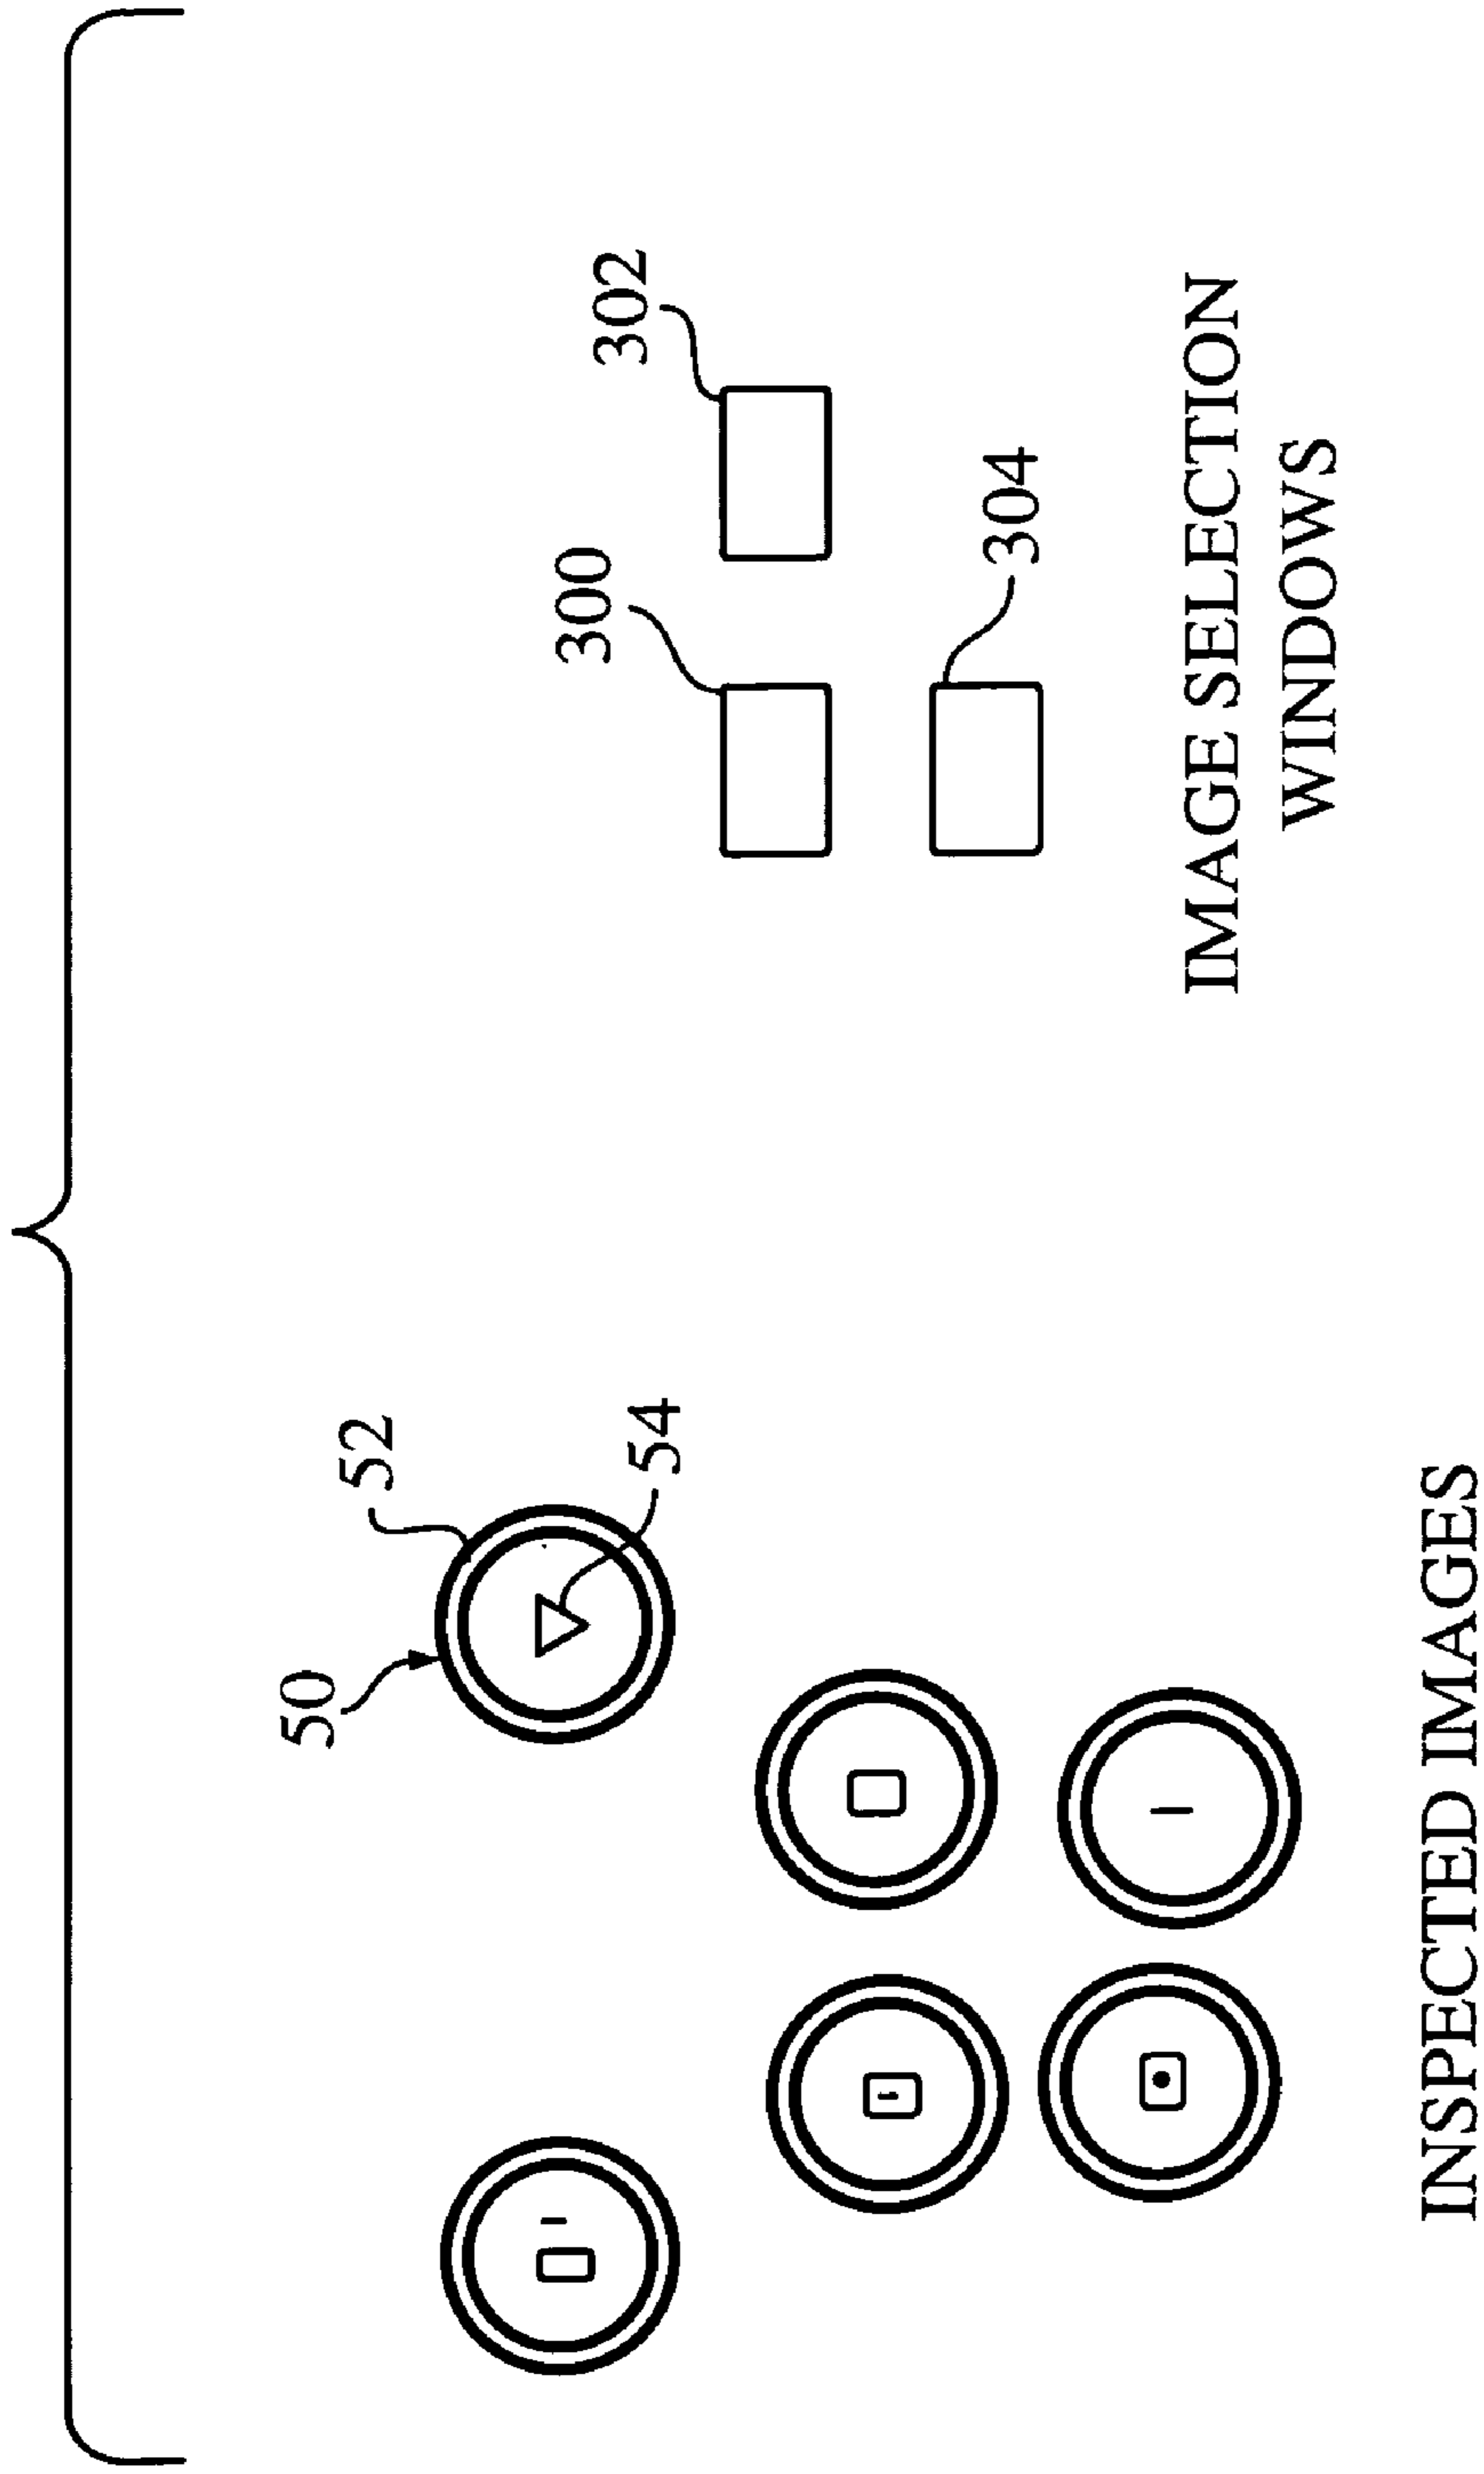 50
52
54
300
302
304
INSPECTED IMAGES
IMAGE SELECTION
WINDOWS